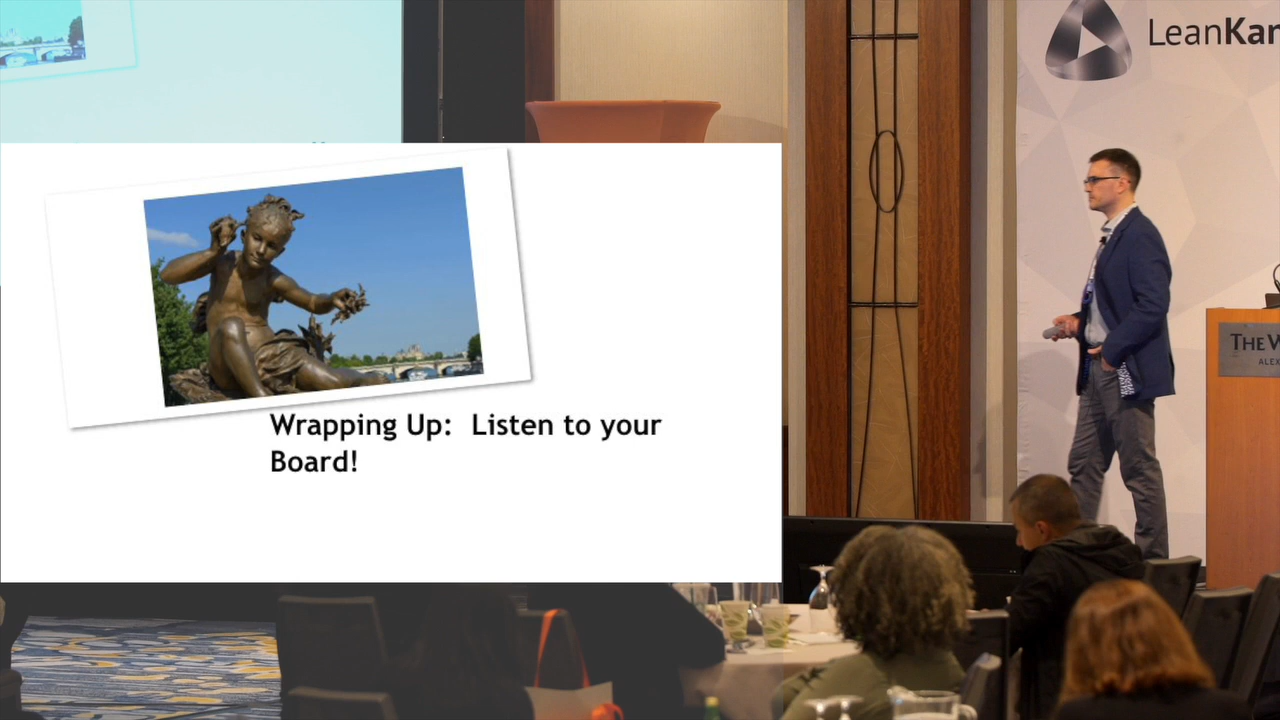 LeanKan
Wrapping Up:  Listen to your
Board!
THE W
ALEX